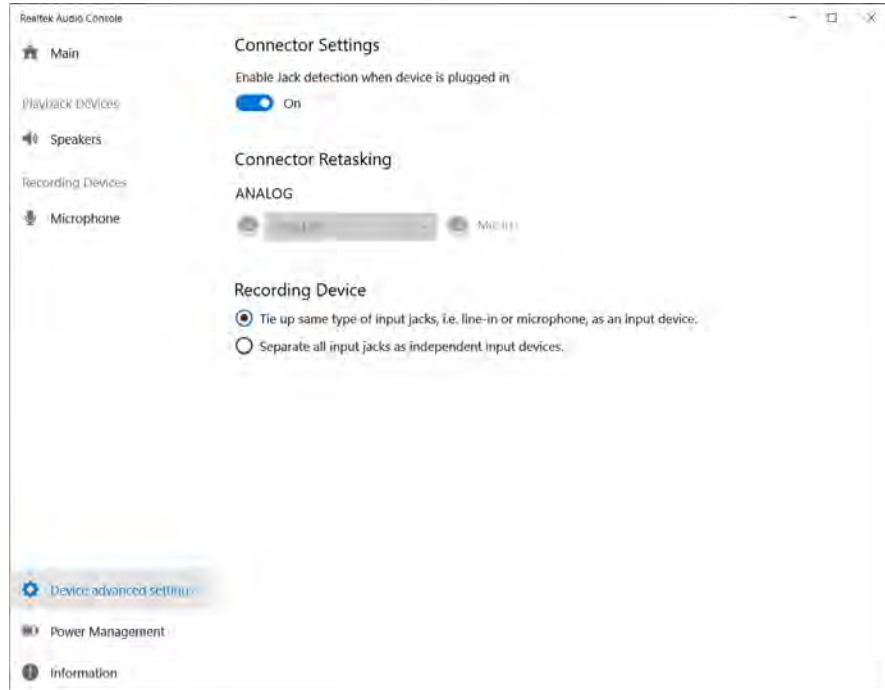 Realtek Audio Console
Main
Playback Devices
Speakers
Recording Devices
Microphone
Device advanced settings
Power Management
Information
Connector Settings
Enable Jack detection when device is plugged in
On
Connector Retasking
ANALOG
Mic in
Recording Device
Tie up same type of input jacks, i.e. line-in or microphone, as an input device.
Separate all input jacks as independent input devices.